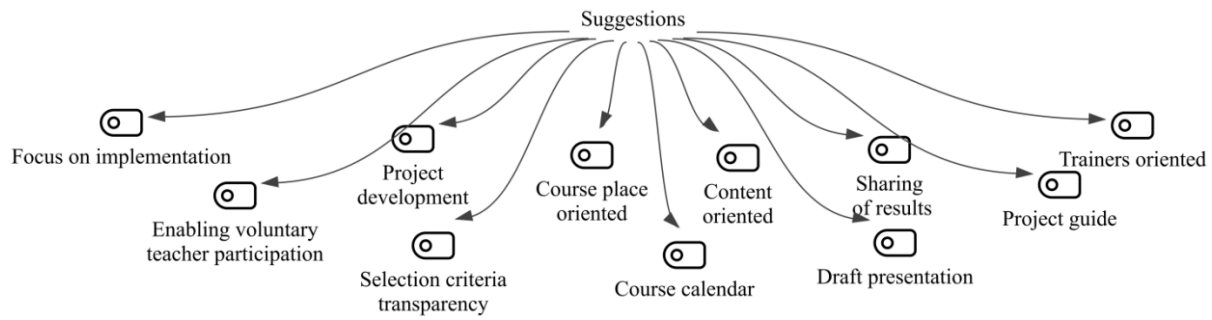 Suggestions
Focus on implementation
Enabling voluntary
teacher participation
Project
development
Selection criteria
transparency
Course place
oriented
Course calendar
Content
oriented
Sharing
of results
Draft presentation
Project guide
Trainers oriented